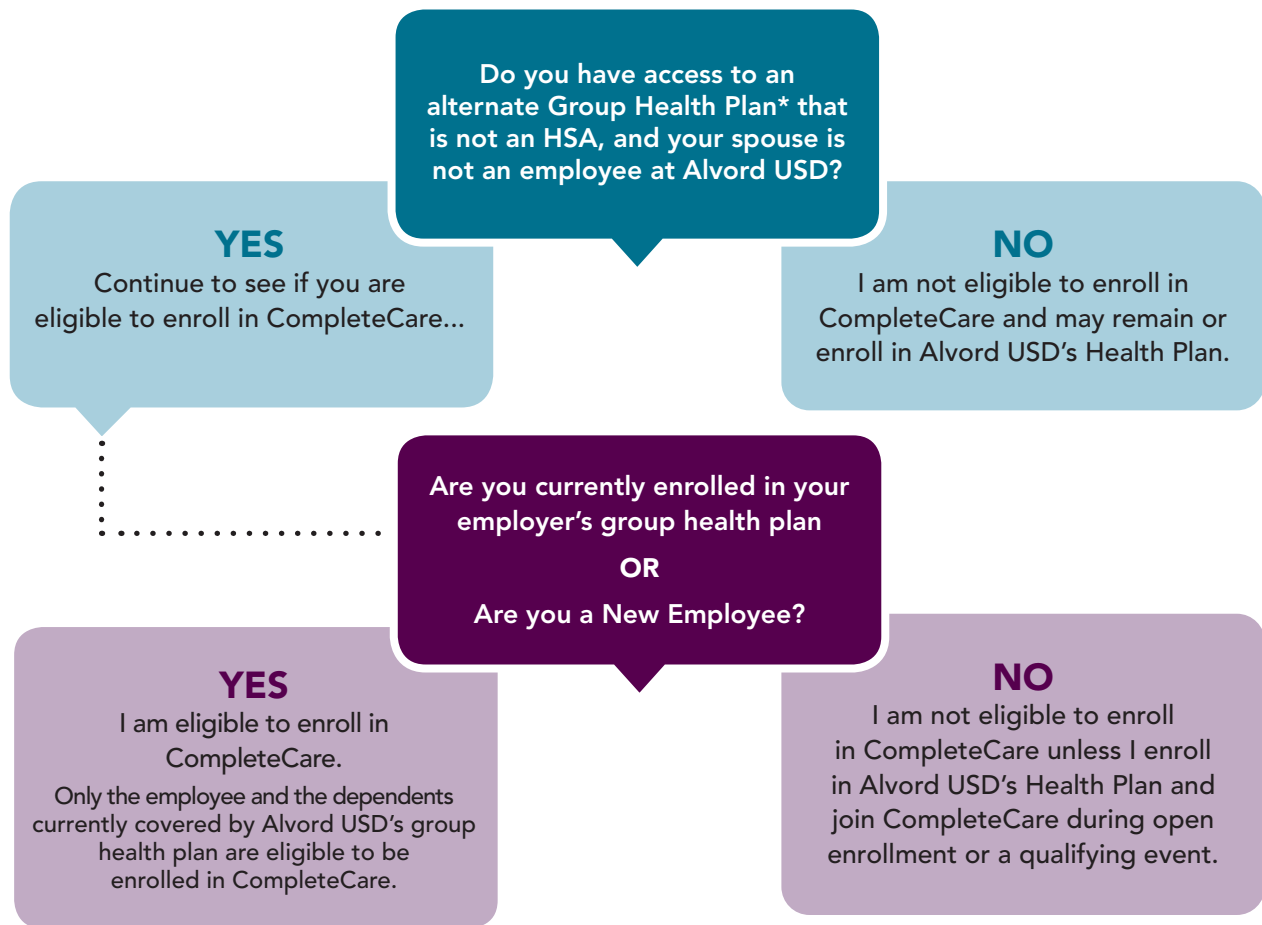 Do you have access to an
alternate Group Health Plan* that
is not an HSA, and your spouse is
not an employee at Alvord USD?
YES
Continue to see if you are
eligible to enroll in CompleteCare...
NO
I am not eligible to enroll in
CompleteCare and may remain or
enroll in Alvord USD’s Health Plan.
Are you currently enrolled in your
employer’s group health plan
OR
Are you a New Employee?
YES
I am eligible to enroll in
CompleteCare.
Only the employee and the dependents
currently covered by Alvord USD’s group
health plan are eligible to be
enrolled in CompleteCare.
NO
I am not eligible to enroll
in CompleteCare unless I enroll
in Alvord USD’s Health Plan and
join CompleteCare during open
enrollment or a qualifying event.